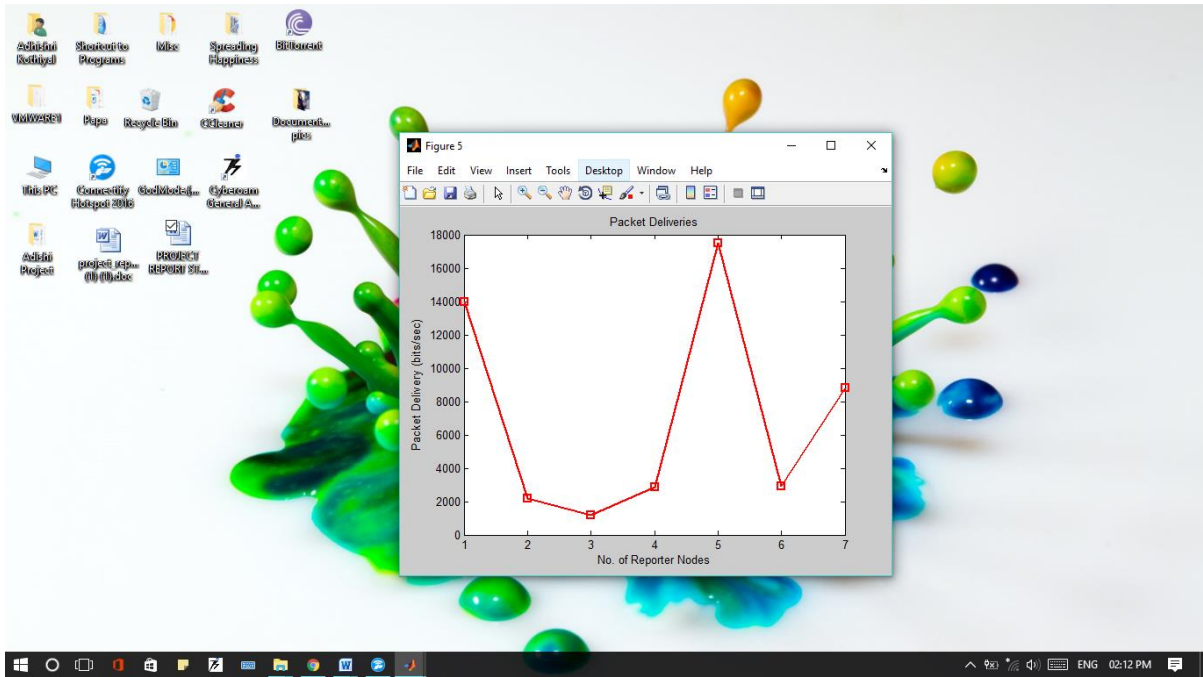 Adhishri Kothiyal
Shortcut to Programs
Misc
Spreading Happiness
BitTorrent
VMWARE1
Papa
Recycle Bin
CCleaner
Document... pics
This PC
Connectify Hotspot 2016
GodMode.{...
Cyberoam General A...
Project
project_rep... (1) (1).doc
PROJECT REPORT ST...
Figure 5
File Edit View Insert Tools Desktop Window Help
Packet Deliveries
18000
16000
14000
12000
10000
8000
6000
4000
2000
0
Packet Delivery (bits/sec)
1 2 3 4 5 6 7
No. of Reporter Nodes
ENG 02:12 PM